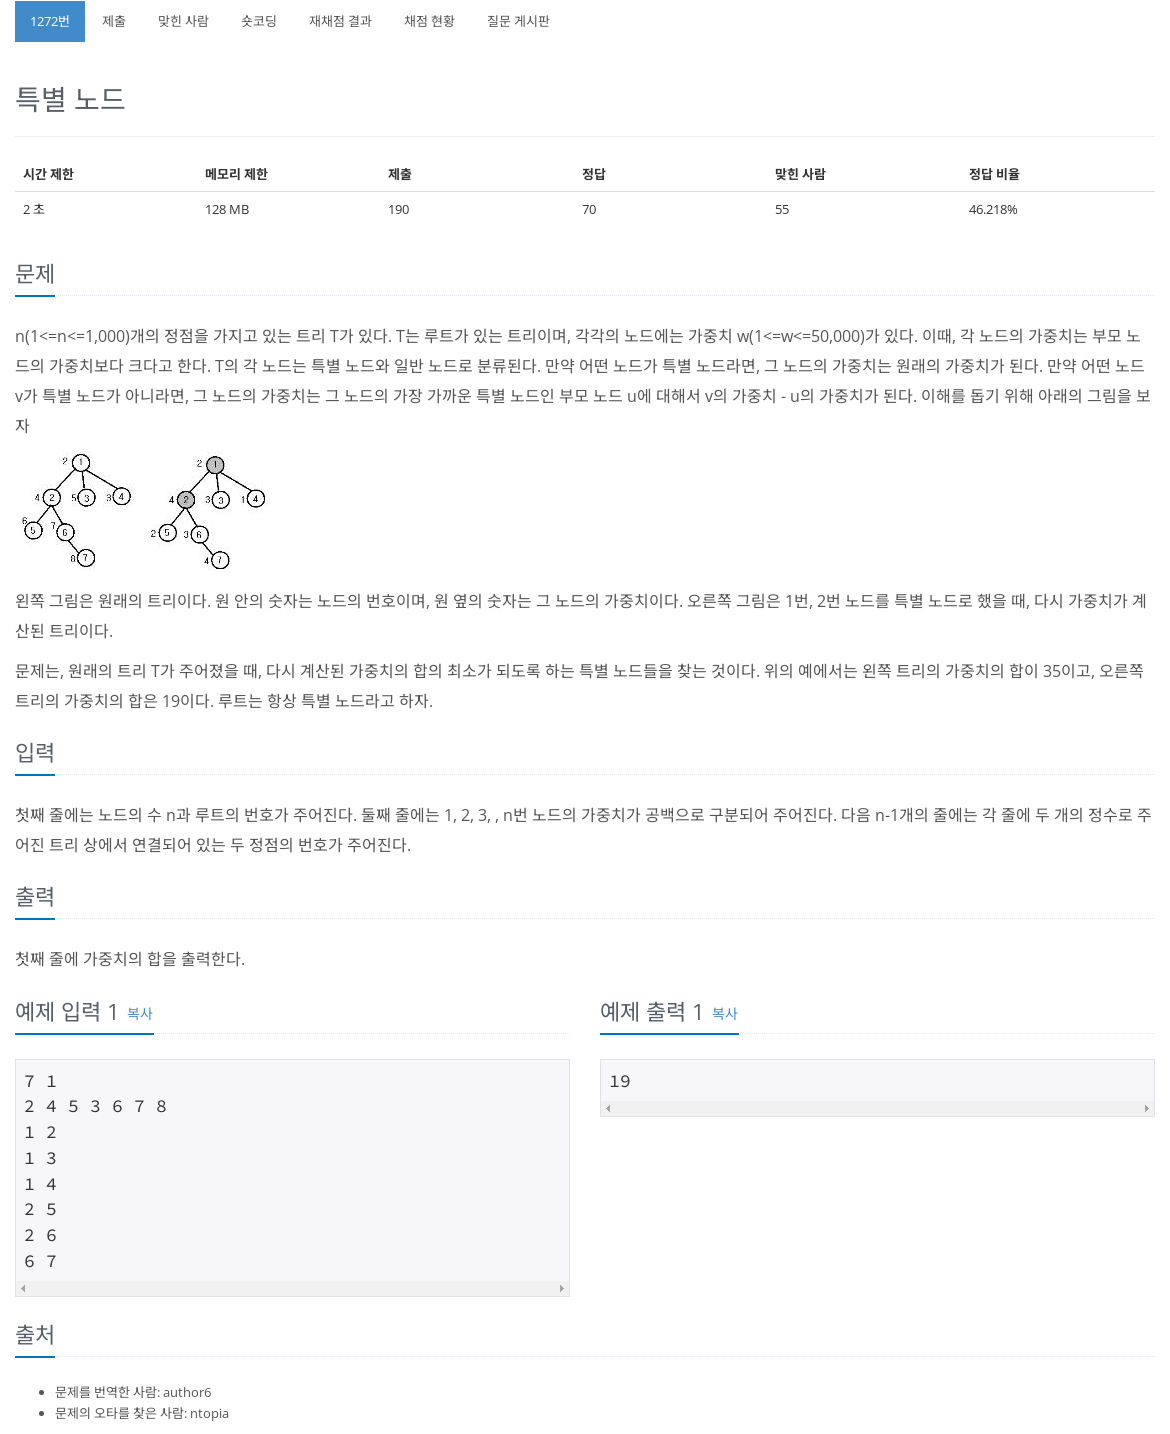 1272번 제출 맞힌 사람 숏코딩 재채점 결과 채점 현황 질문 게시판
특별 노드
시간 제한 메모리 제한 제출 정답 맞힌 사람 정답 비율
2 초 128 MB 190 70 55 46.218%
문제
n(1<=n<=1,000)개의 정점을 가지고 있는 트리 T가 있다. T는 루트가 있는 트리이며, 각각의 노드에는 가중치 w(1<=w<=50,000)가 있다. 이때, 각 노드의 가중치는 부모 노
드의 가중치보다 크다고 한다. T의 각 노드는 특별 노드와 일반 노드로 분류된다. 만약 어떤 노드가 특별 노드라면, 그 노드의 가중치는 원래의 가중치가 된다. 만약 어떤 노드
v가 특별 노드가 아니라면, 그 노드의 가중치는 그 노드의 가장 가까운 특별 노드인 부모 노드 u에 대해서 v의 가중치 - u의 가중치가 된다. 이해를 돕기 위해 아래의 그림을 보
자
2 1 2 1
4 2 5 3 3 4 4 2 3 3 1 4
6 5 7 6 2 5 3 6
8 7 4 7
왼쪽 그림은 원래의 트리이다. 원 안의 숫자는 노드의 번호이며, 원 옆의 숫자는 그 노드의 가중치이다. 오른쪽 그림은 1번, 2번 노드를 특별 노드로 했을 때, 다시 가중치가 계
산된 트리이다.
문제는, 원래의 트리 T가 주어졌을 때, 다시 계산된 가중치의 합의 최소가 되도록 하는 특별 노드들을 찾는 것이다. 위의 예에서는 왼쪽 트리의 가중치의 합이 35이고, 오른쪽
트리의 가중치의 합은 19이다. 루트는 항상 특별 노드라고 하자.
입력
첫째 줄에는 노드의 수 n과 루트의 번호가 주어진다. 둘째 줄에는 1, 2, 3, , n번 노드의 가중치가 공백으로 구분되어 주어진다. 다음 n-1개의 줄에는 각 줄에 두 개의 정수로 주
어진 트리 상에서 연결되어 있는 두 정점의 번호가 주어진다.
출력
첫째 줄에 가중치의 합을 출력한다.
예제 입력 1 복사
7 1
2 4 5 3 6 7 8
1 2
1 3
1 4
2 5
2 6
6 7
예제 출력 1 복사
19
출처
문제를 번역한 사람: author6
문제의 오타를 찾은 사람: ntopia